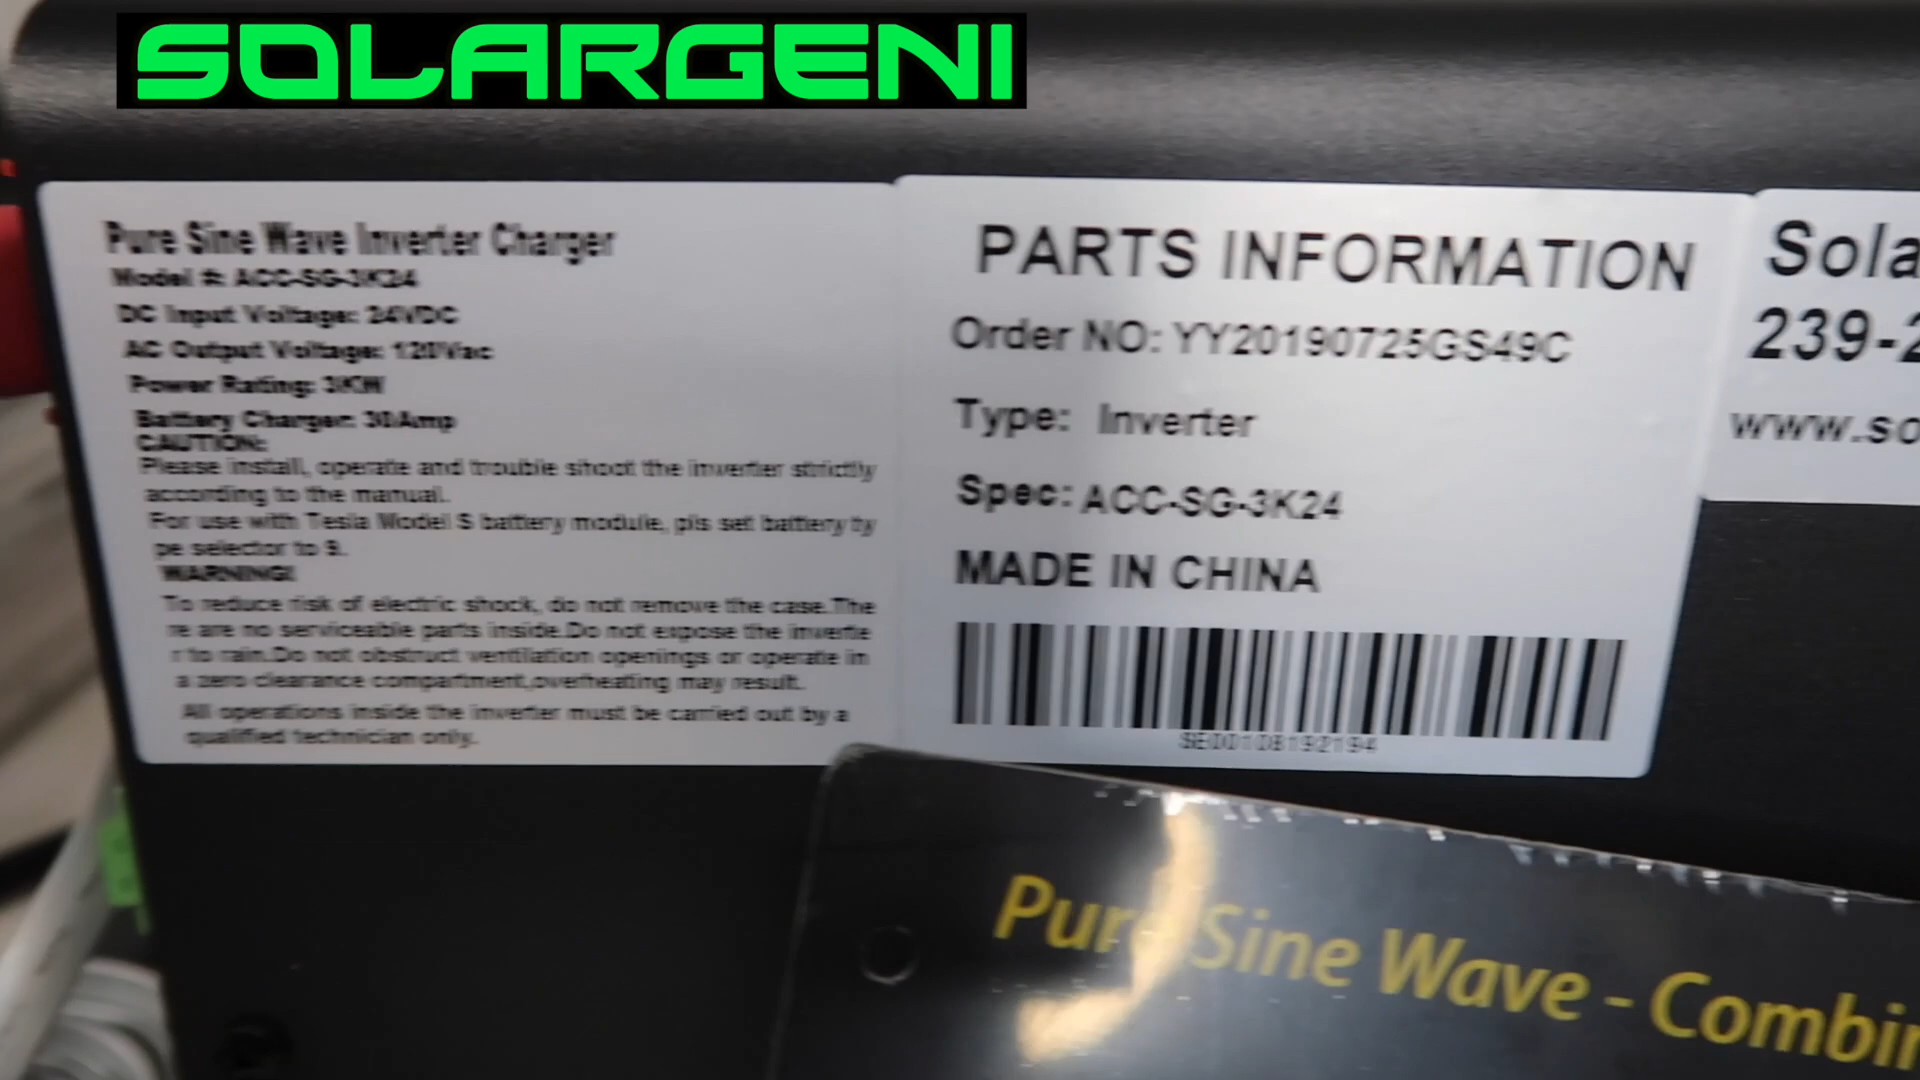 SOLARGENI
Pure Sine Wave Inverter Charger
Model #: ACC-SG-3K24
DC Input Voltage: 24VDC
AC Output Voltage: 120Vac
Power Rating: 3KW
Battery Charger: 30Amp
CAUTION:
Please install, operate and trouble shoot the inverter strictly
according to the manual.
For use with Tesla Model S battery module, pls set battery ty
pe selector to 9.
WARNING!
To reduce risk of electric shock, do not remove the case.The
re are no serviceable parts inside.Do not expose the inverte
r to rain.Do not obstruct ventilation openings or operate in
a zero clearance compartment,overheating may result.
All operations inside the inverter must be carried out by a
qualified technician only.
PARTS INFORMATION
Order NO: YY20190725GS49C
Type: Inverter
Spec: ACC-SG-3K24
MADE IN CHINA
SE00108192194
Sola
239-2
www.so
Pure Sine Wave - Combin